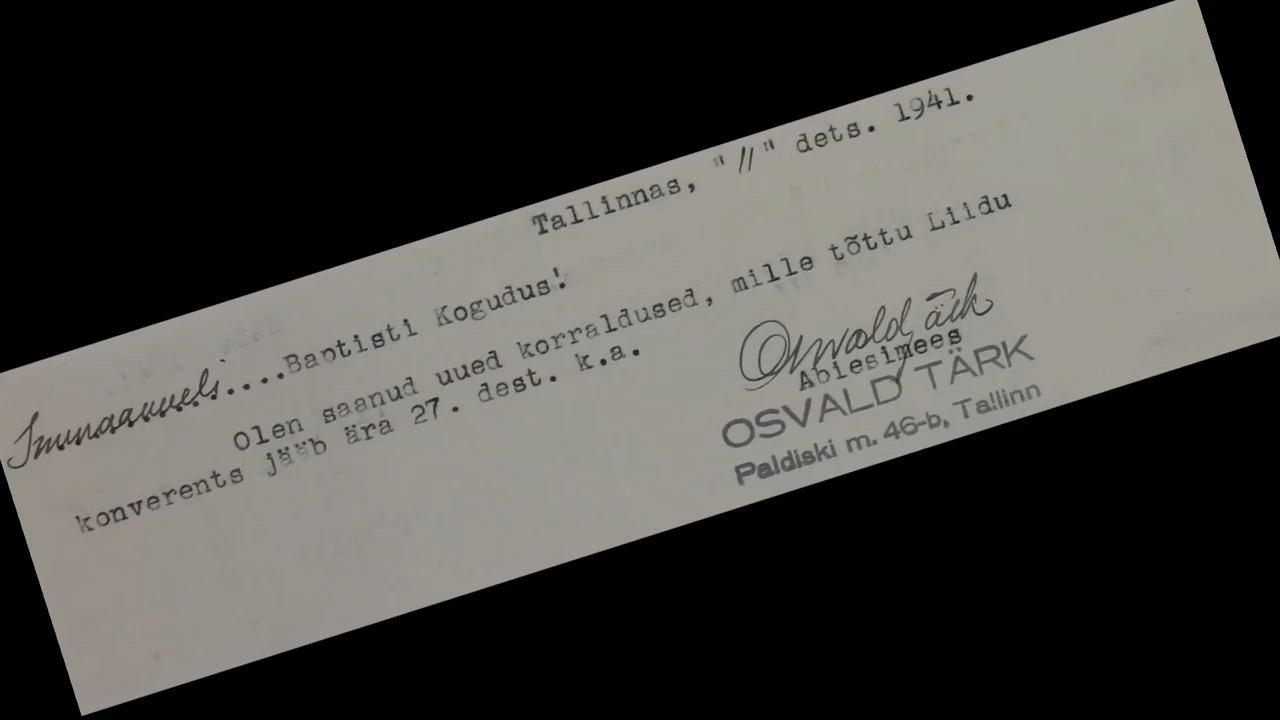 Tallinnas, "11" dets. 1941.
Immaanueli....Baptisti Kogudus!
Olen saanud uued korraldused, mille tõttu Liidu
konverents jääb ära 27. dest. k.a.
Osvald Tärk
Abiesimees
OSVALD TÄRK
Paldiski m. 46-b, Tallinn